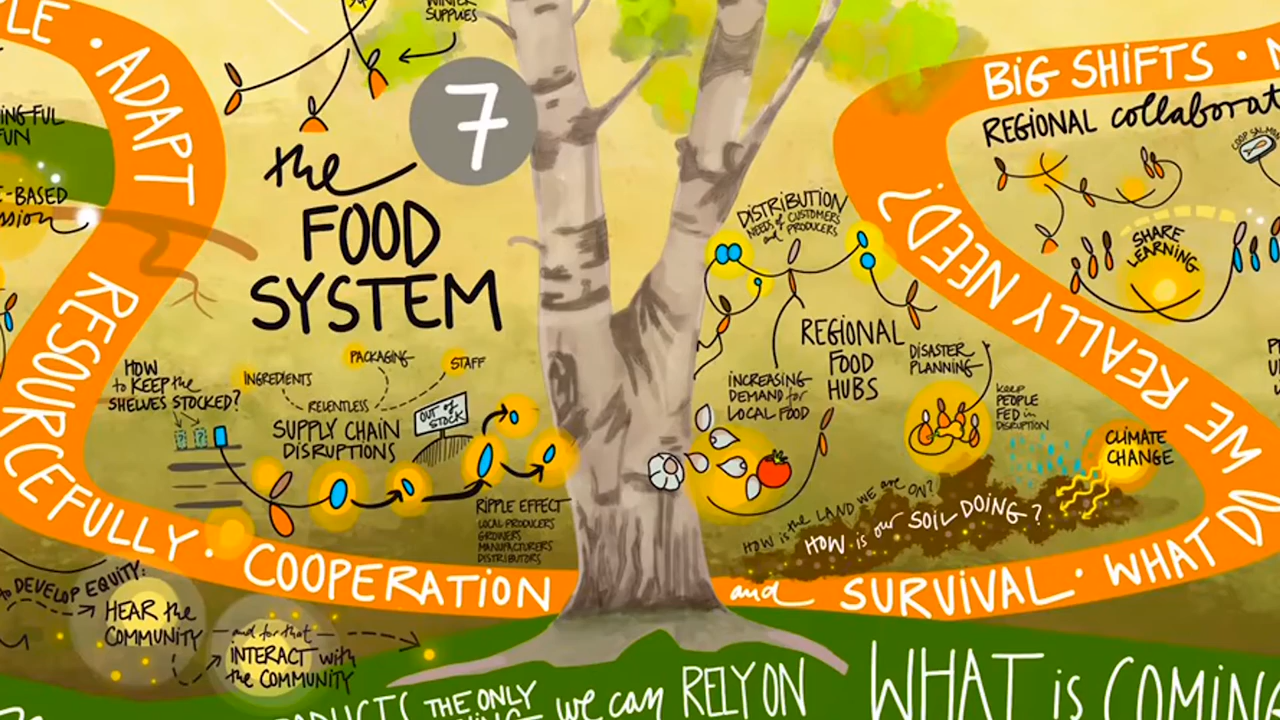 WINTER
SUPPLIES
7
the
FOOD
SYSTEM
ADAPT
RESOURCEFULLY · COOPERATION and SURVIVAL · WHAT DO WE REALLY NEED?
BiG SHiFTS ·
REGIONAL collaborat
COOP SALMON
SHARE
LEARNING
FUN
-BASED
HOW
to KEEP the
SHELVES STOCKED?
? ?
INGREDIENTS
PACKAGING
STAFF
RELENTLESS
SUPPLY CHAIN
DISRUPTIONS
OUT of
STOCK
RIPPLE EFFECT
LOCAL PRODUCERS
GROWERS
MANUFACTURERS
DISTRIBUTORS
DISTRIBUTION
NEEDS of CUSTOMERS
and PRODUCERS
REGIONAL
FOOD
HUBS
INCREASING
DEMAND for
LOCAL FOOD
DISASTER
PLANNING
KEEP
PEOPLE
FED in
DISRUPTION
CLIMATE
CHANGE
HOW is the LAND WE are ON?
HOW is our SOIL DOING?
to DEVELOP EQUITY:
HEAR the
COMMUNITY
and for that
iNTERACT with
the COMMUNITY
THE ONLY
we can RELY ON
WHAT is COMING